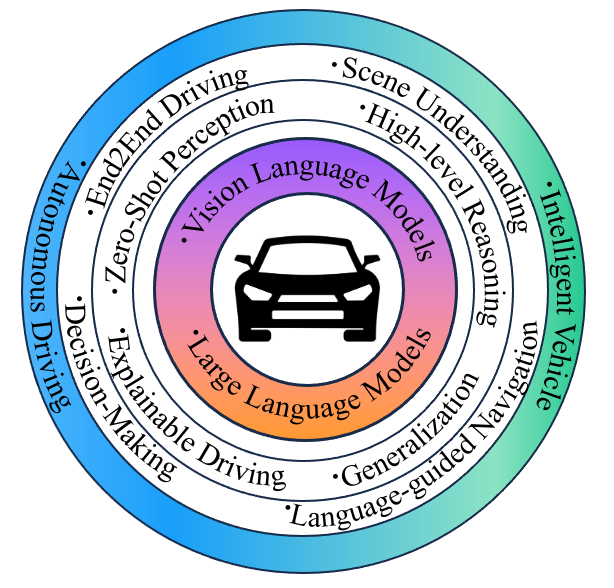 ·Autonomous Driving
·Intelligent Vehicle
·End2End Driving
·Scene Understanding
·Zero-Shot Perception
·High-level Reasoning
·Vision Language Models
·Large Language Models
·Explainable Driving
·Generalization
·Decision-Making
·Language-guided Navigation